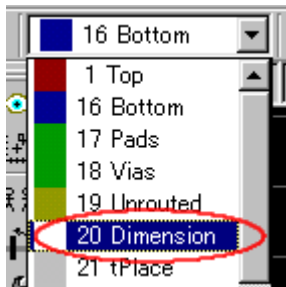 16 Bottom
1 Top
16 Bottom
17 Pads
18 Vias
19 Unrouted
20 Dimension
21 tPlace